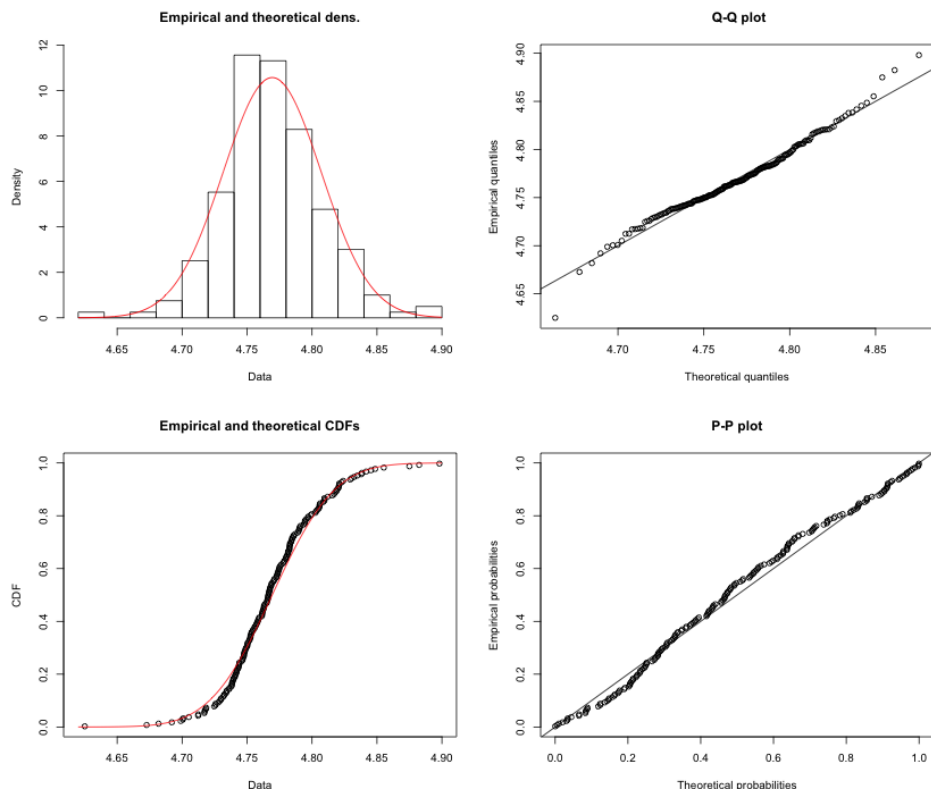 Empirical and theoretical dens.
Density
0 2 4 6 8 10 12
4.65 4.70 4.75 4.80 4.85 4.90
Data
Q-Q plot
Empirical quantiles
4.65 4.70 4.75 4.80 4.85 4.90
4.70 4.75 4.80 4.85
Theoretical quantiles
Empirical and theoretical CDFs
CDF
0.0 0.2 0.4 0.6 0.8 1.0
4.65 4.70 4.75 4.80 4.85 4.90
Data
P-P plot
Empirical probabilities
0.0 0.2 0.4 0.6 0.8 1.0
0.0 0.2 0.4 0.6 0.8 1.0
Theoretical probabilities